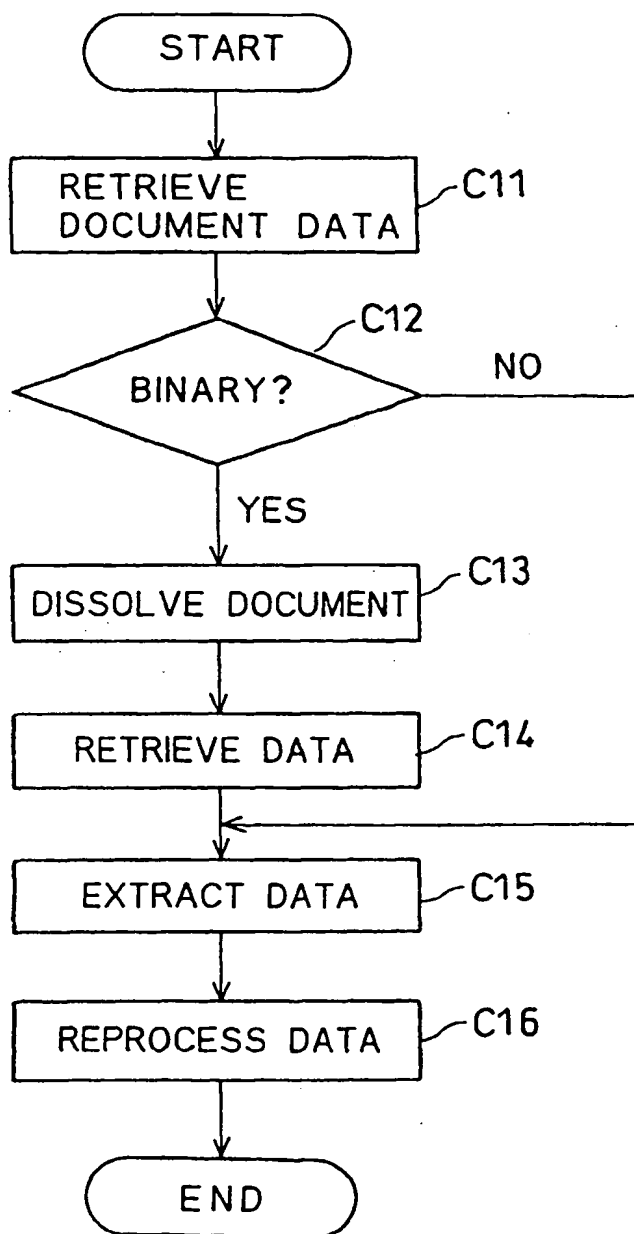 START
RETRIEVE
DOCUMENT DATA
C11
C12
BINARY?
NO
YES
C13
DISSOLVE DOCUMENT
C14
RETRIEVE DATA
C15
EXTRACT DATA
C16
REPROCESS DATA
END